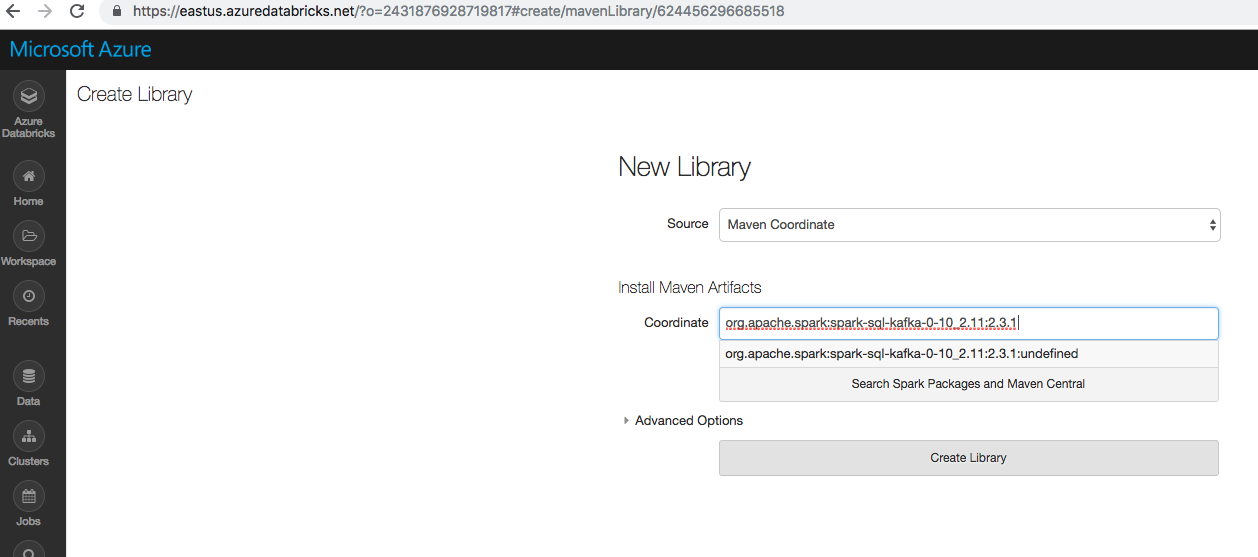 https://eastus.azuredatabricks.net/?o=2431876928719817#create/mavenLibrary/624456296685518
Microsoft Azure
Azure
Databricks
Home
Workspace
Recents
Data
Clusters
Jobs
Create Library
New Library
Source Maven Coordinate
Install Maven Artifacts
Coordinate org.apache.spark:spark-sql-kafka-0-10_2.11:2.3.1
org.apache.spark:spark-sql-kafka-0-10_2.11:2.3.1:undefined
Search Spark Packages and Maven Central
Advanced Options
Create Library